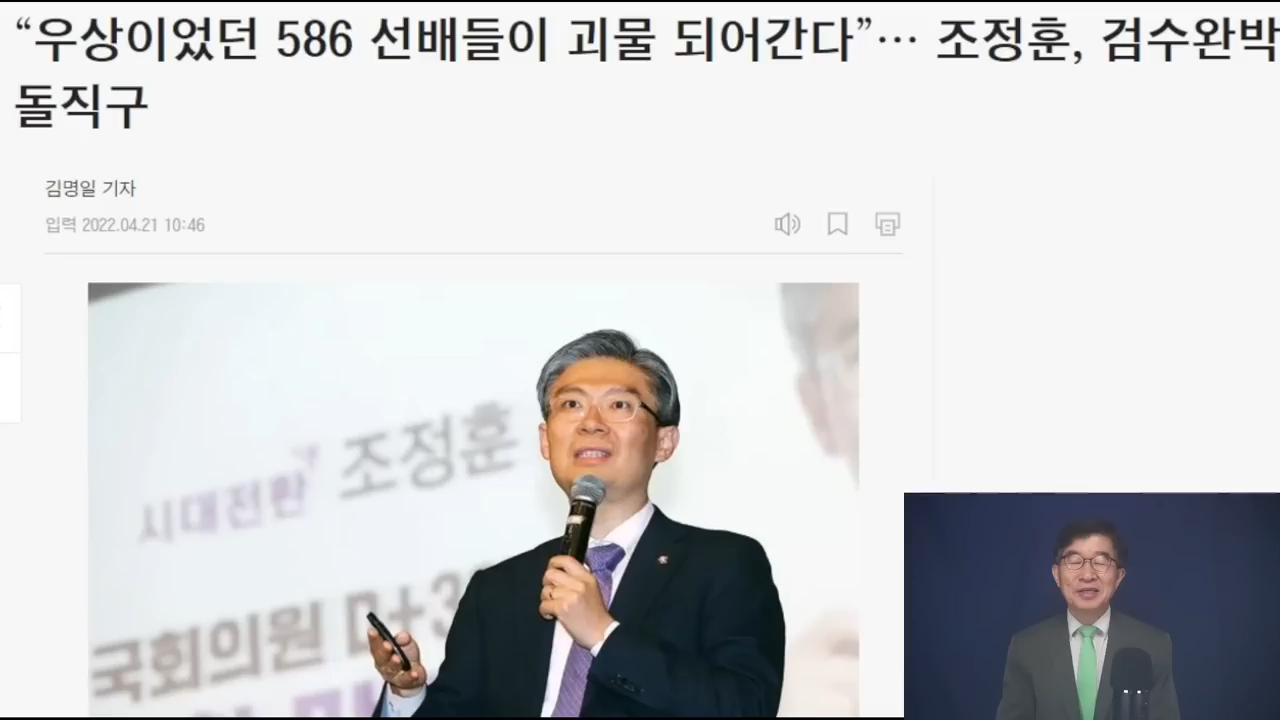 “우상이었던 586 선배들이 괴물 되어간다”… 조정훈, 검수완박
돌직구
김명일 기자
입력 2022.04.21 10:46
시대전환 조정훈
국회의원 D+3